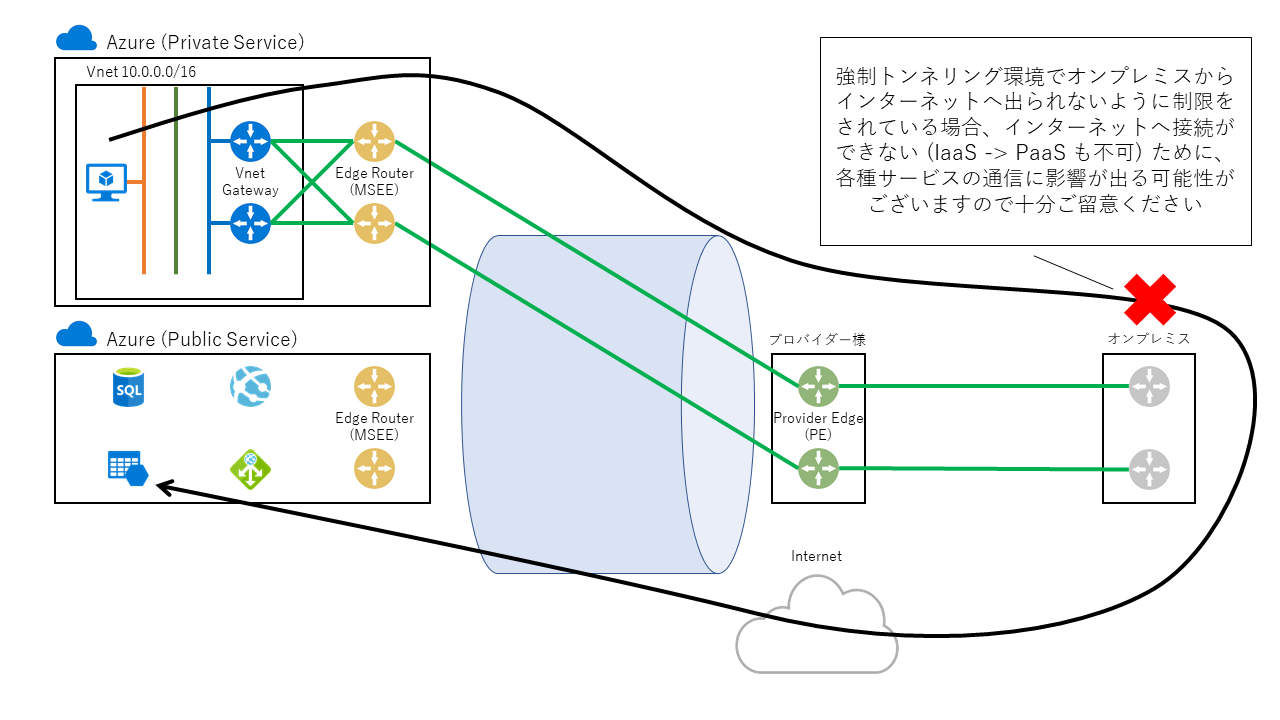 Azure (Private Service)
Vnet 10.0.0.0/16
Vnet
Gateway
Edge Router
(MSEE)
強制トンネリング環境でオンプレミスから
インターネットへ出られないように制限を
されている場合、インターネットへ接続が
できない (IaaS -> PaaS も不可) ために、
各種サービスの通信に影響が出る可能性が
ございますので十分ご留意ください
Azure (Public Service)
SQL
Edge Router
(MSEE)
プロバイダー様
Provider Edge
(PE)
オンプレミス
Internet